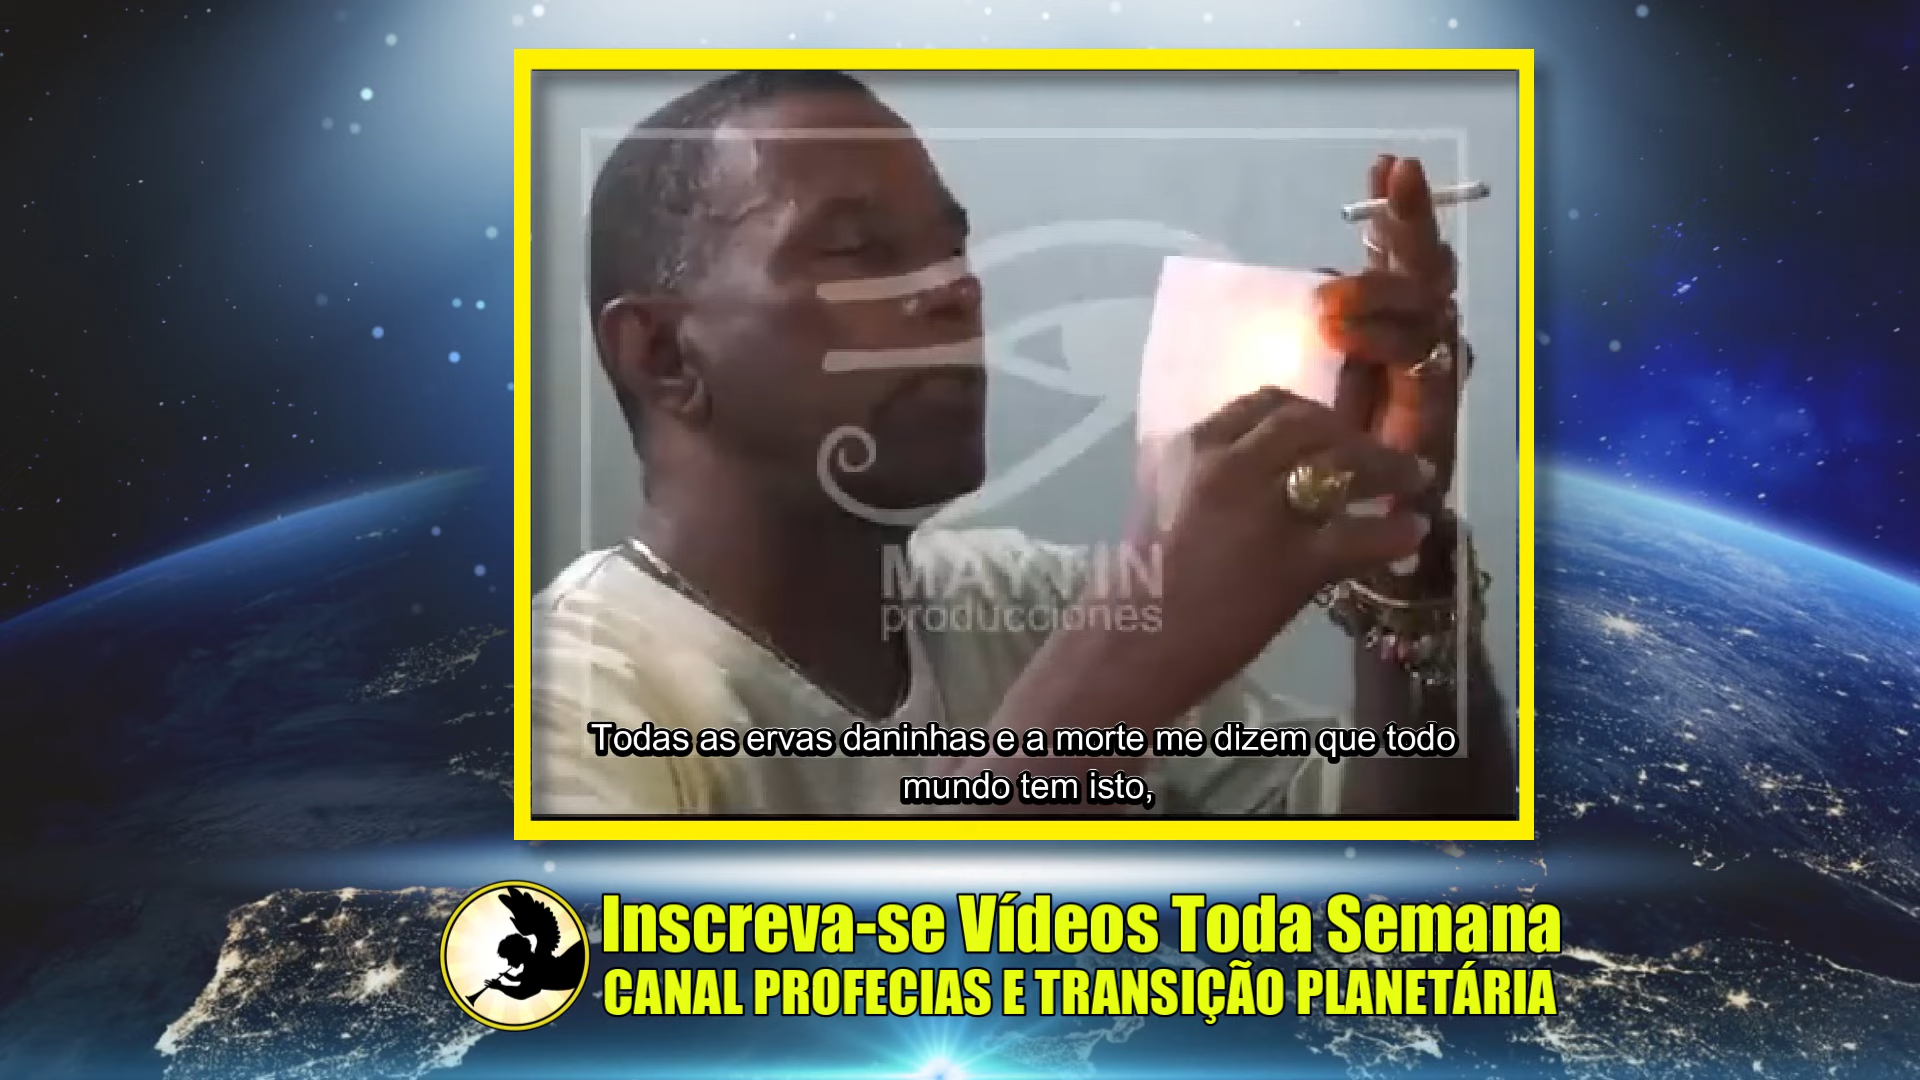 MAYTIN
producciones
Todas as ervas daninhas e a morte me dizem que todo
mundo tem isto,
Inscreva-se Vídeos Toda Semana
CANAL PROFECIAS E TRANSIÇÃO PLANETÁRIA